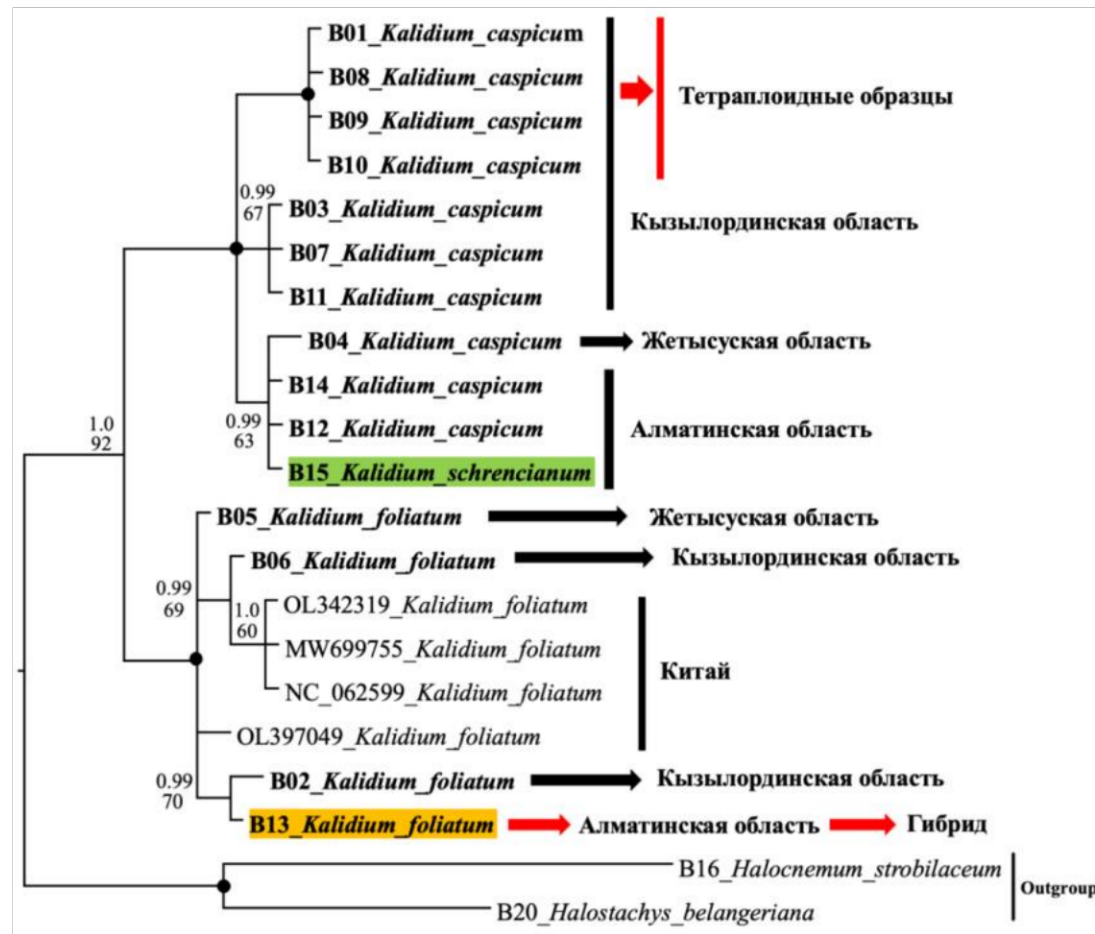 B01_Kalidium_caspicum
B08_Kalidium_caspicum
Тетраплоидные образцы
B09_Kalidium_caspicum
B10_Kalidium_caspicum
0.99
67
B03_Kalidium_caspicum
Кызылординская область
B07_Kalidium_caspicum
B11_Kalidium_caspicum
B04_Kalidium_caspicum
Жетысуская область
B14_Kalidium_caspicum
1.0
92
0.99
63
B12_Kalidium_caspicum
Алматинская область
B15_Kalidium_schrencianum
B05_Kalidium_foliatum
Жетысуская область
B06_Kalidium_foliatum
Кызылординская область
0.99
69
1.0
60
OL342319_Kalidium_foliatum
MW699755_Kalidium_foliatum
Китай
NC_062599_Kalidium_foliatum
OL397049_Kalidium_foliatum
0.99
70
B02_Kalidium_foliatum
Кызылординская область
B13_Kalidium_foliatum
Алматинская область
Гибрид
B16_Halocnemum_strobilaceum
Outgroup
B20_Halostachys_belangeriana